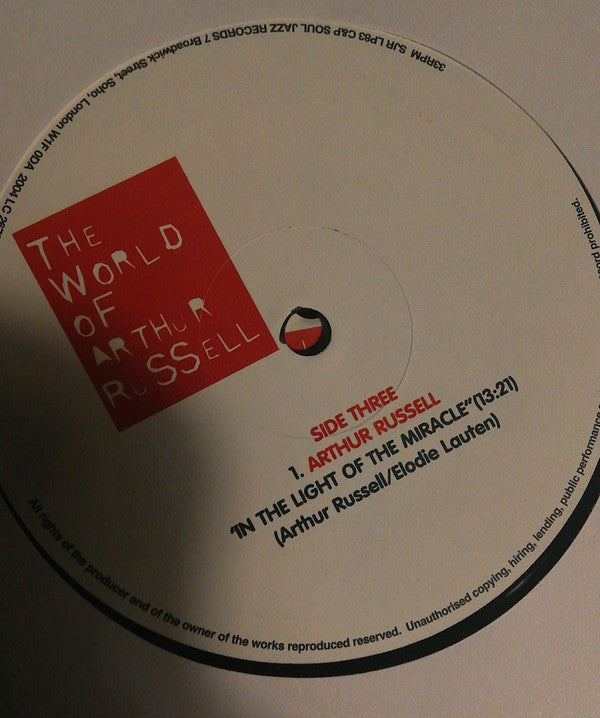 THE
WORLD
OF
ARTHUR
RUSSELL
SIDE THREE
1. ARTHUR RUSSELL
"IN THE LIGHT OF THE MIRACLE" (13:21)
(Arthur Russell/Elodie Lauten)
33RPM SJR LP83 C&P SOUL JAZZ RECORDS 7 Broadwick Street, Soho, London W1F 0DA 2004 LC
All rights of the producer and of the owner of the works reproduced reserved. Unauthorised copying, hiring, lending, public performance
prohibited.